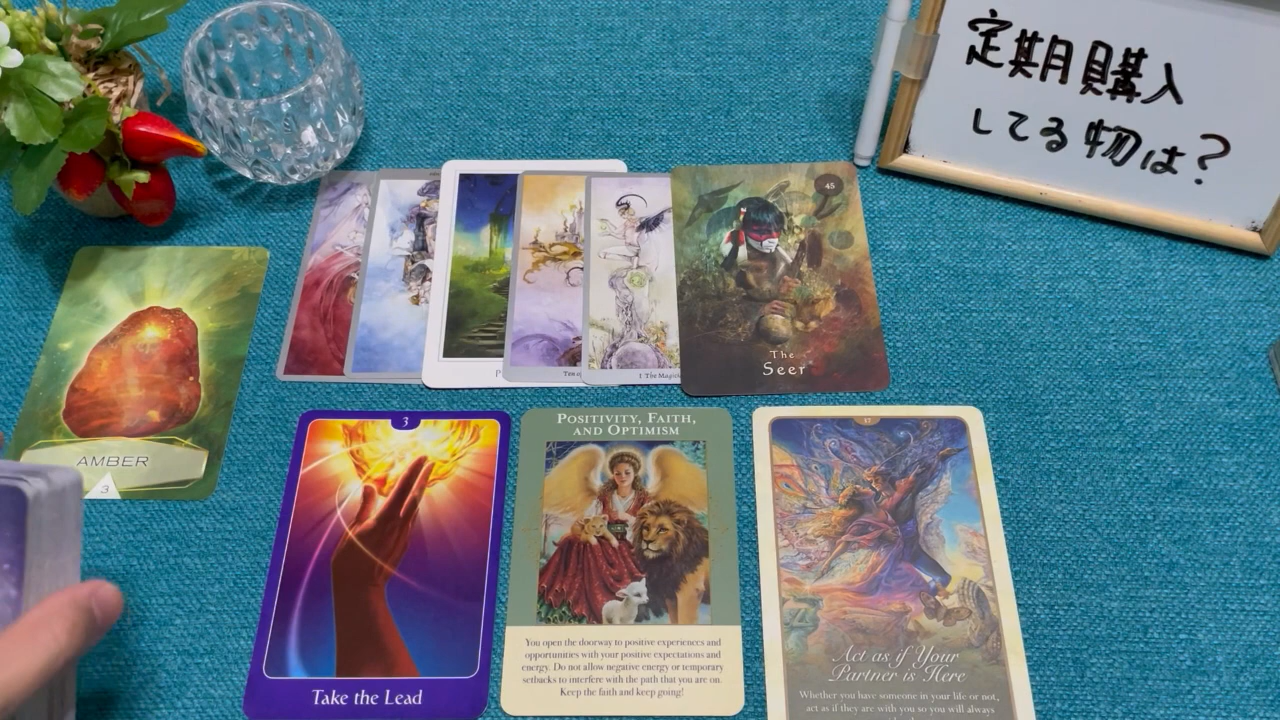 定期購入
してる物は?
45
The
Seer
Ten o
I The Magic
AMBER
3
3
Take the Lead
POSITIVITY, FAITH,
AND OPTIMISM
You open the doorway to positive experiences and
opportunities with your positive expectations and
energy. Do not allow negative energy or temporary
setbacks to interfere with the path that you are on.
Keep the faith and keep going!
Act as if Your
Partner is Here
Whether you have someone in your life or not,
act as if they are with you so you will always